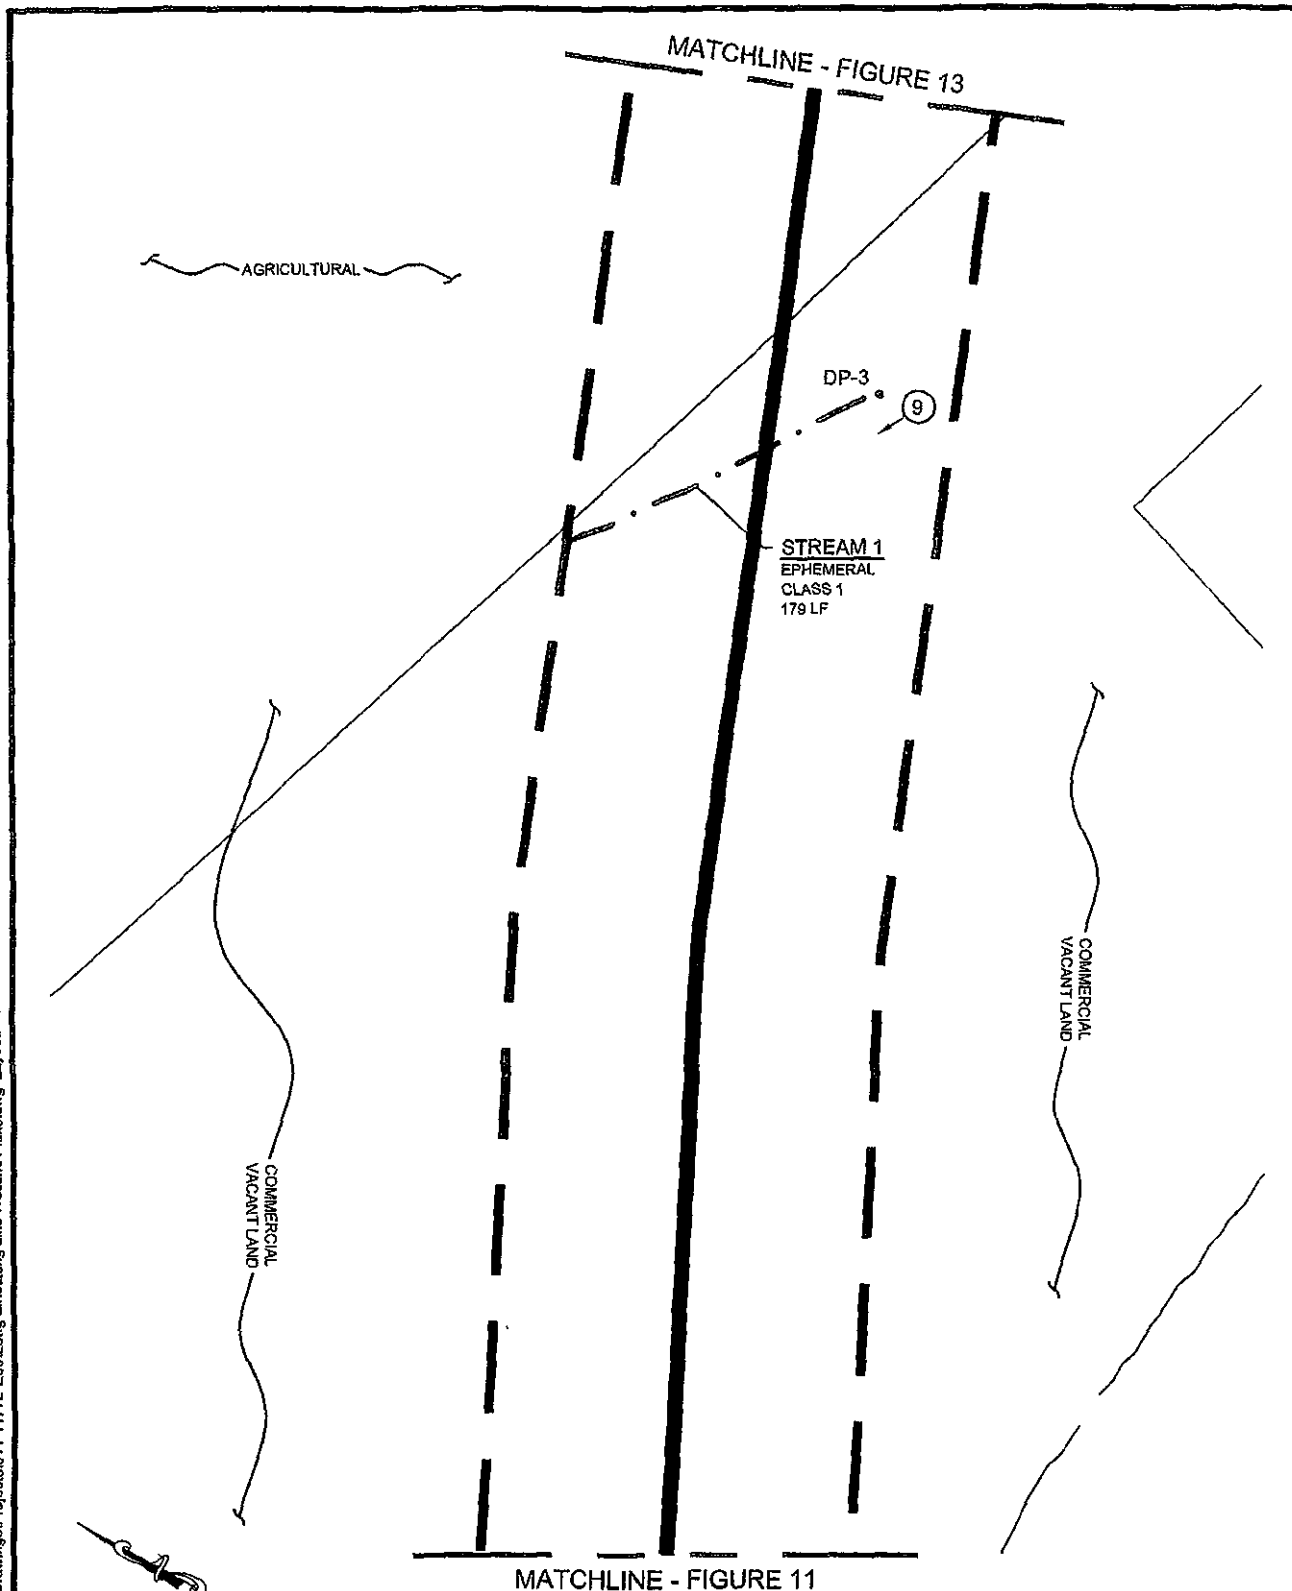 MATCHLINE - FIGURE 13
AGRICULTURAL
DP-3
9
STREAM 1
EPHEMERAL
CLASS 1
179 LF
COMMERCIAL
VACANT LAND
COMMERCIAL
VACANT LAND
MATCHLINE - FIGURE 11